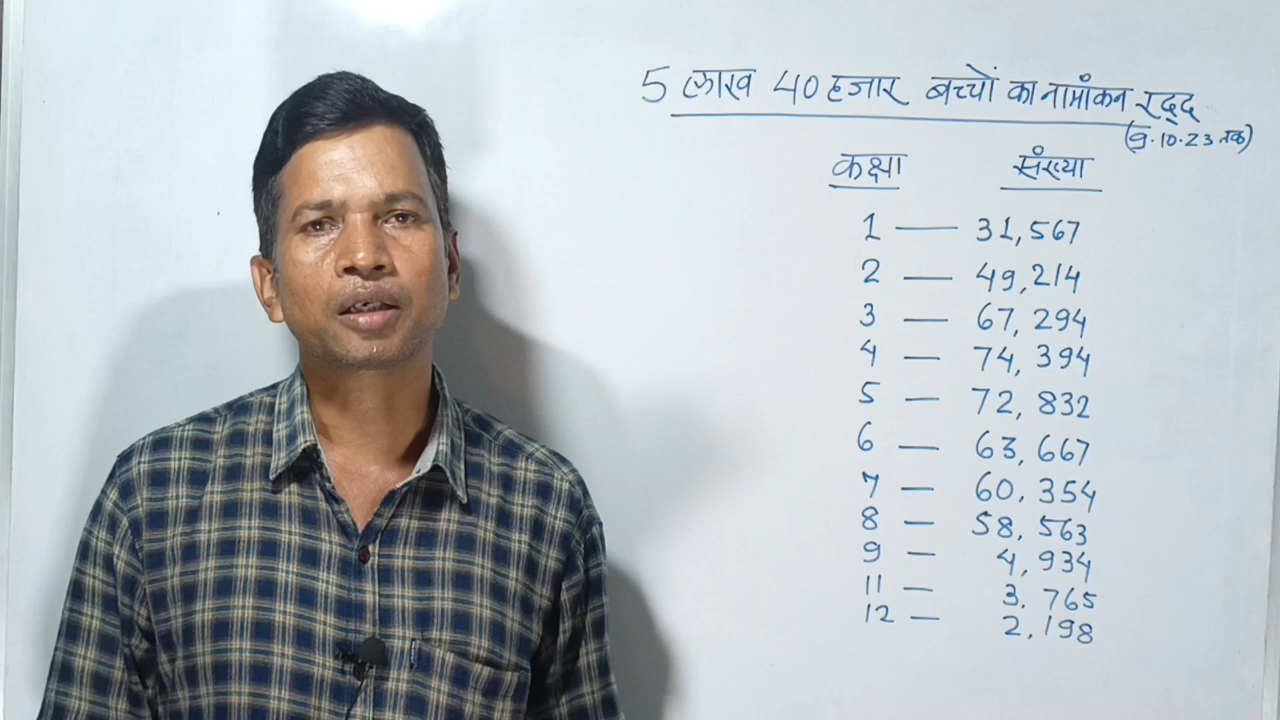 5 लाख 40 हजार बच्चों का नामांकन रद्द
(9.10.23 तक)
कक्षा संख्या
1 — 31,567
2 — 49,214
3 — 67,294
4 — 74,394
5 — 72,832
6 — 63,667
7 — 60,354
8 — 58,563
9 — 4,934
11 — 3,765
12 — 2,198